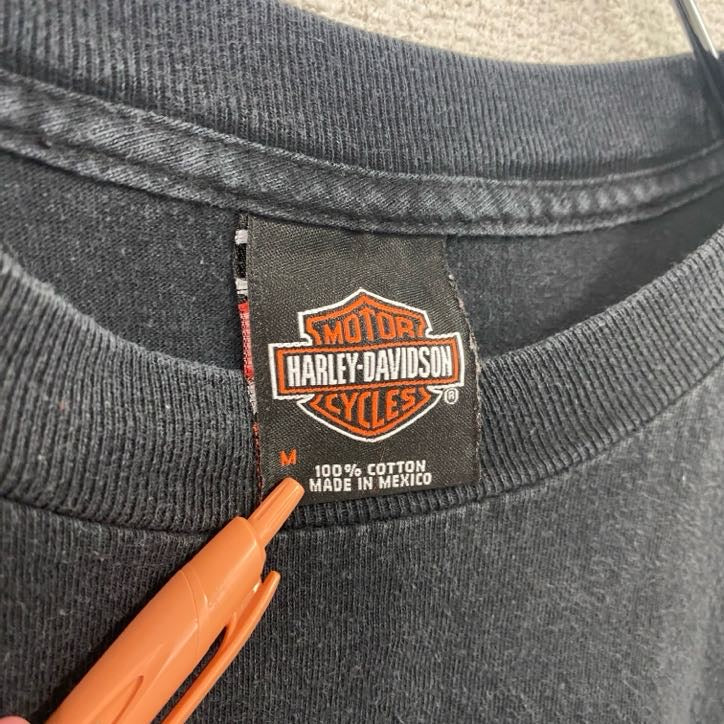 MOTOR
HARLEY-DAVIDSON
CYCLES
®
M
100% COTTON
MADE IN MEXICO